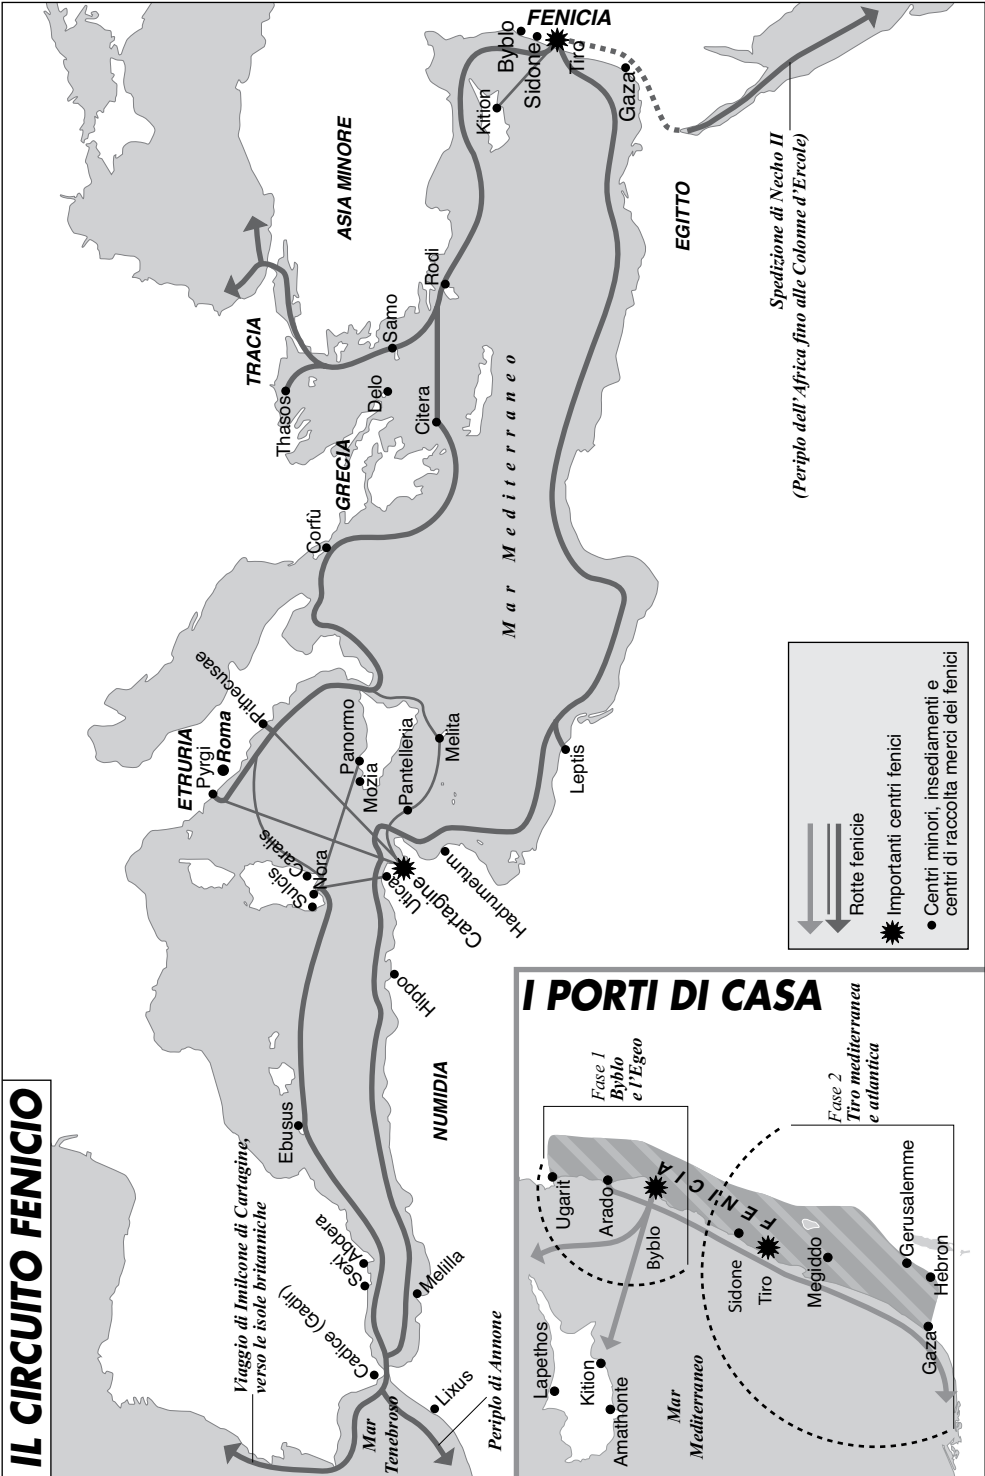 IL CIRCUITO FENICIO
Viaggio di Imilcone di Cartagine,
verso le isole britanniche
Mar
Tenebroso
Periplo di Annone
Lixus
Cadice (Gadir)
Sexi
Abdera
Melilla
Ebusus
NUMIDIA
Hippo
Sulcis
Caralis
Nora
Utica
Cartagine
Hadrumetum
ETRURIA
Pyrgi
Roma
Pithecusae
Panormo
Mozia
Pantelleria
Melita
Leptis
Corfù
GRECIA
Thasos
TRACIA
Delo
Samo
Citera
Rodi
Mar Mediterraneo
ASIA MINORE
Kition
FENICIA
Byblo
Sidone
Tiro
Gaza
EGITTO
Spedizione di Necho II
(Periplo dell'Africa fino alle Colonne d'Ercole)
Rotte fenicie
Importanti centri fenici
Centri minori, insediamenti e
centri di raccolta merci dei fenici
I PORTI DI CASA
Fase 1
Byblo
e l'Egeo
Fase 2
Tiro mediterranea
e atlantica
Lapethos
Kition
Amathonte
Mar
Mediterraneo
Ugarit
Arado
Byblo
FENICIA
Sidone
Tiro
Megiddo
Gerusalemme
Hebron
Gaza